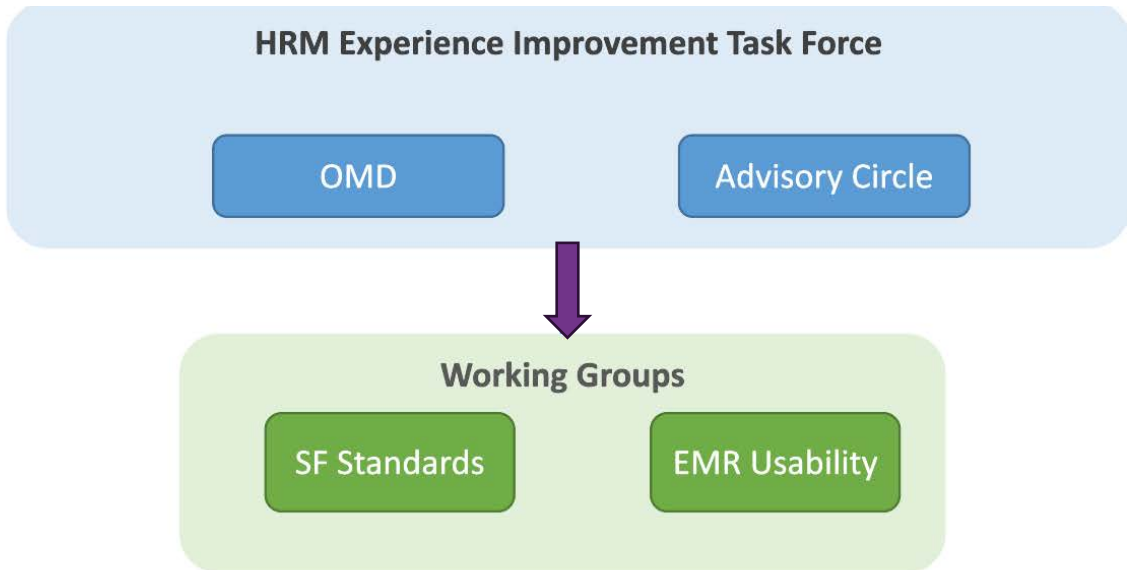 HRM Experience Improvement Task Force
OMD
Advisory Circle
Working Groups
SF Standards
EMR Usability